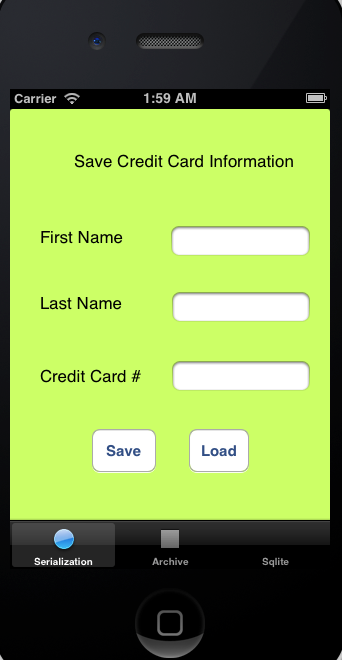 Carrier 1:59 AM
Save Credit Card Information
First Name
Last Name
Credit Card #
Save Load
Serialization Archive Sqlite